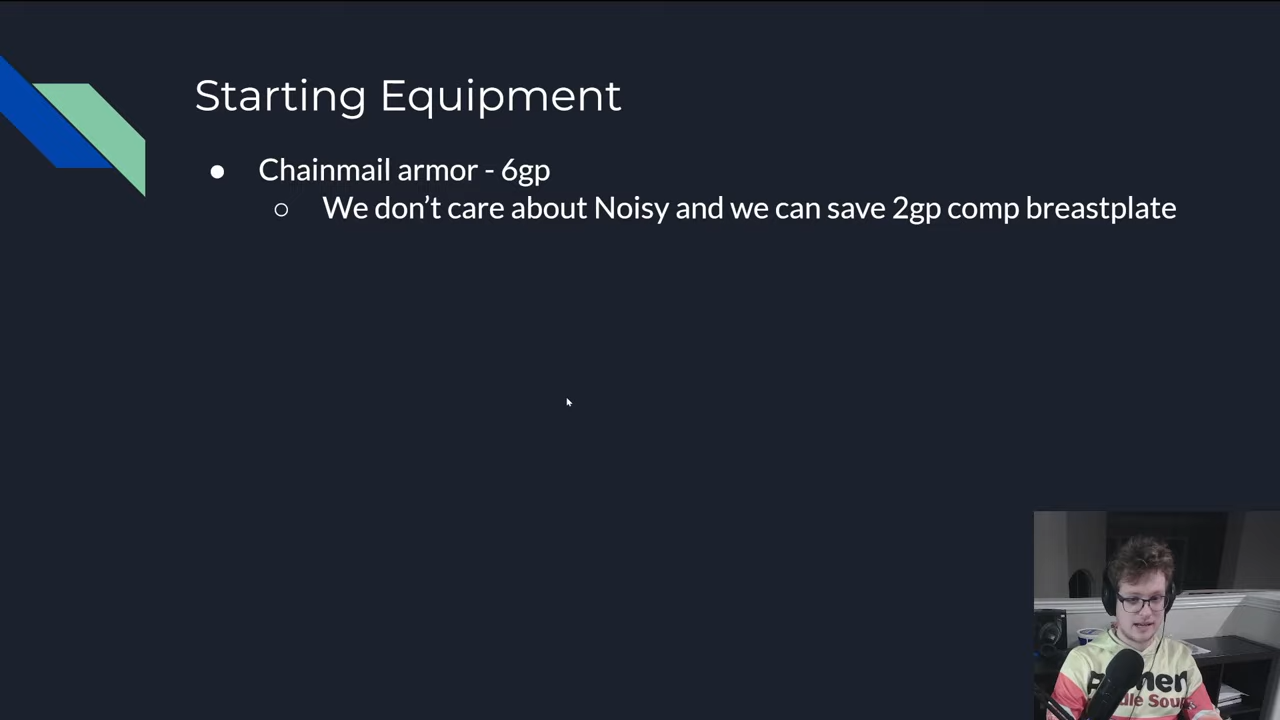 Starting Equipment
● Chainmail armor - 6gp
○ We don’t care about Noisy and we can save 2gp comp breastplate